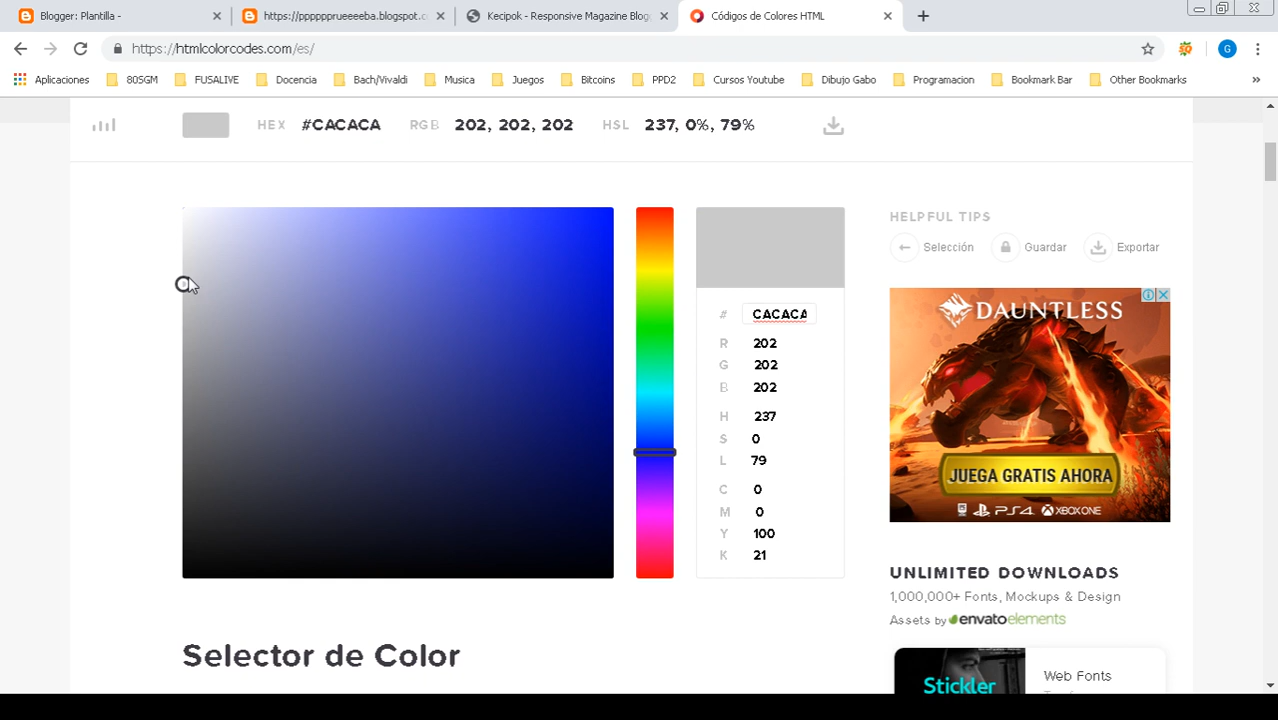 Blogger: Plantilla -
https://pppppprueeeeba.blogspot.c
Kecipok - Responsive Magazine Blog
Códigos de Colores HTML
https://htmlcolorcodes.com/es/
G
Aplicaciones 80SGM FUSALIVE Docencia Bach/Vivaldi Musica Juegos Bitcoins PPD2 Cursos Youtube Dibujo Gabo Programacion Bookmark Bar Other Bookmarks »
HEX #CACACA RGB 202, 202, 202 HSL 237, 0%, 79%
HELPFUL TIPS
Selección Guardar Exportar
DAUNTLESS
# CACACA
R 202
G 202
B 202
H 237
S 0
L 79
C 0
M 0
Y 100
K 21
JUEGA GRATIS AHORA
PS4 XBOX ONE
UNLIMITED DOWNLOADS
1,000,000+ Fonts, Mockups & Design
Assets by envatoelements
Selector de Color
Stickler
Web Fonts